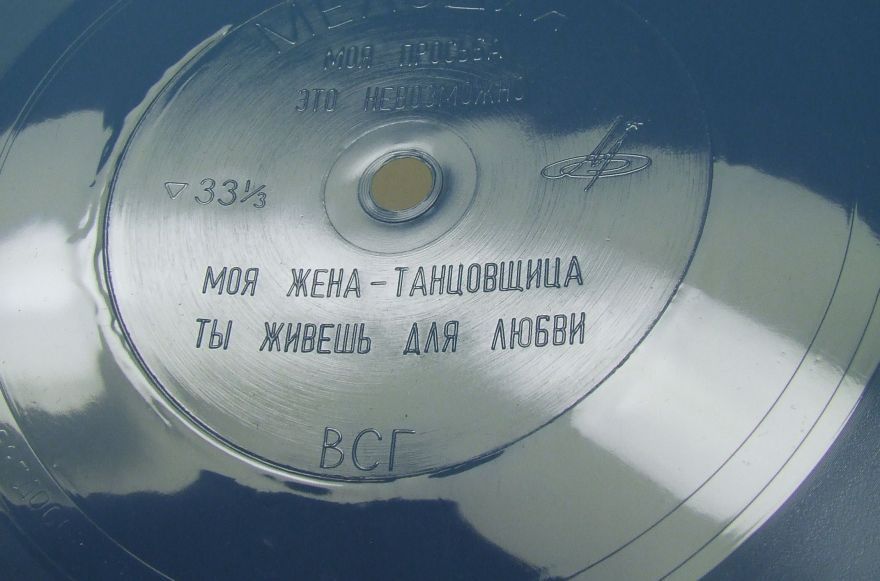 МЕЛОДИЯ
МОЯ ПРОСЬБА
ЭТО НЕВОЗМОЖНО
▽ 33⅓
МОЯ ЖЕНА – ТАНЦОВЩИЦА
ТЫ ЖИВЕШЬ ДЛЯ ЛЮБВИ
ВСГ